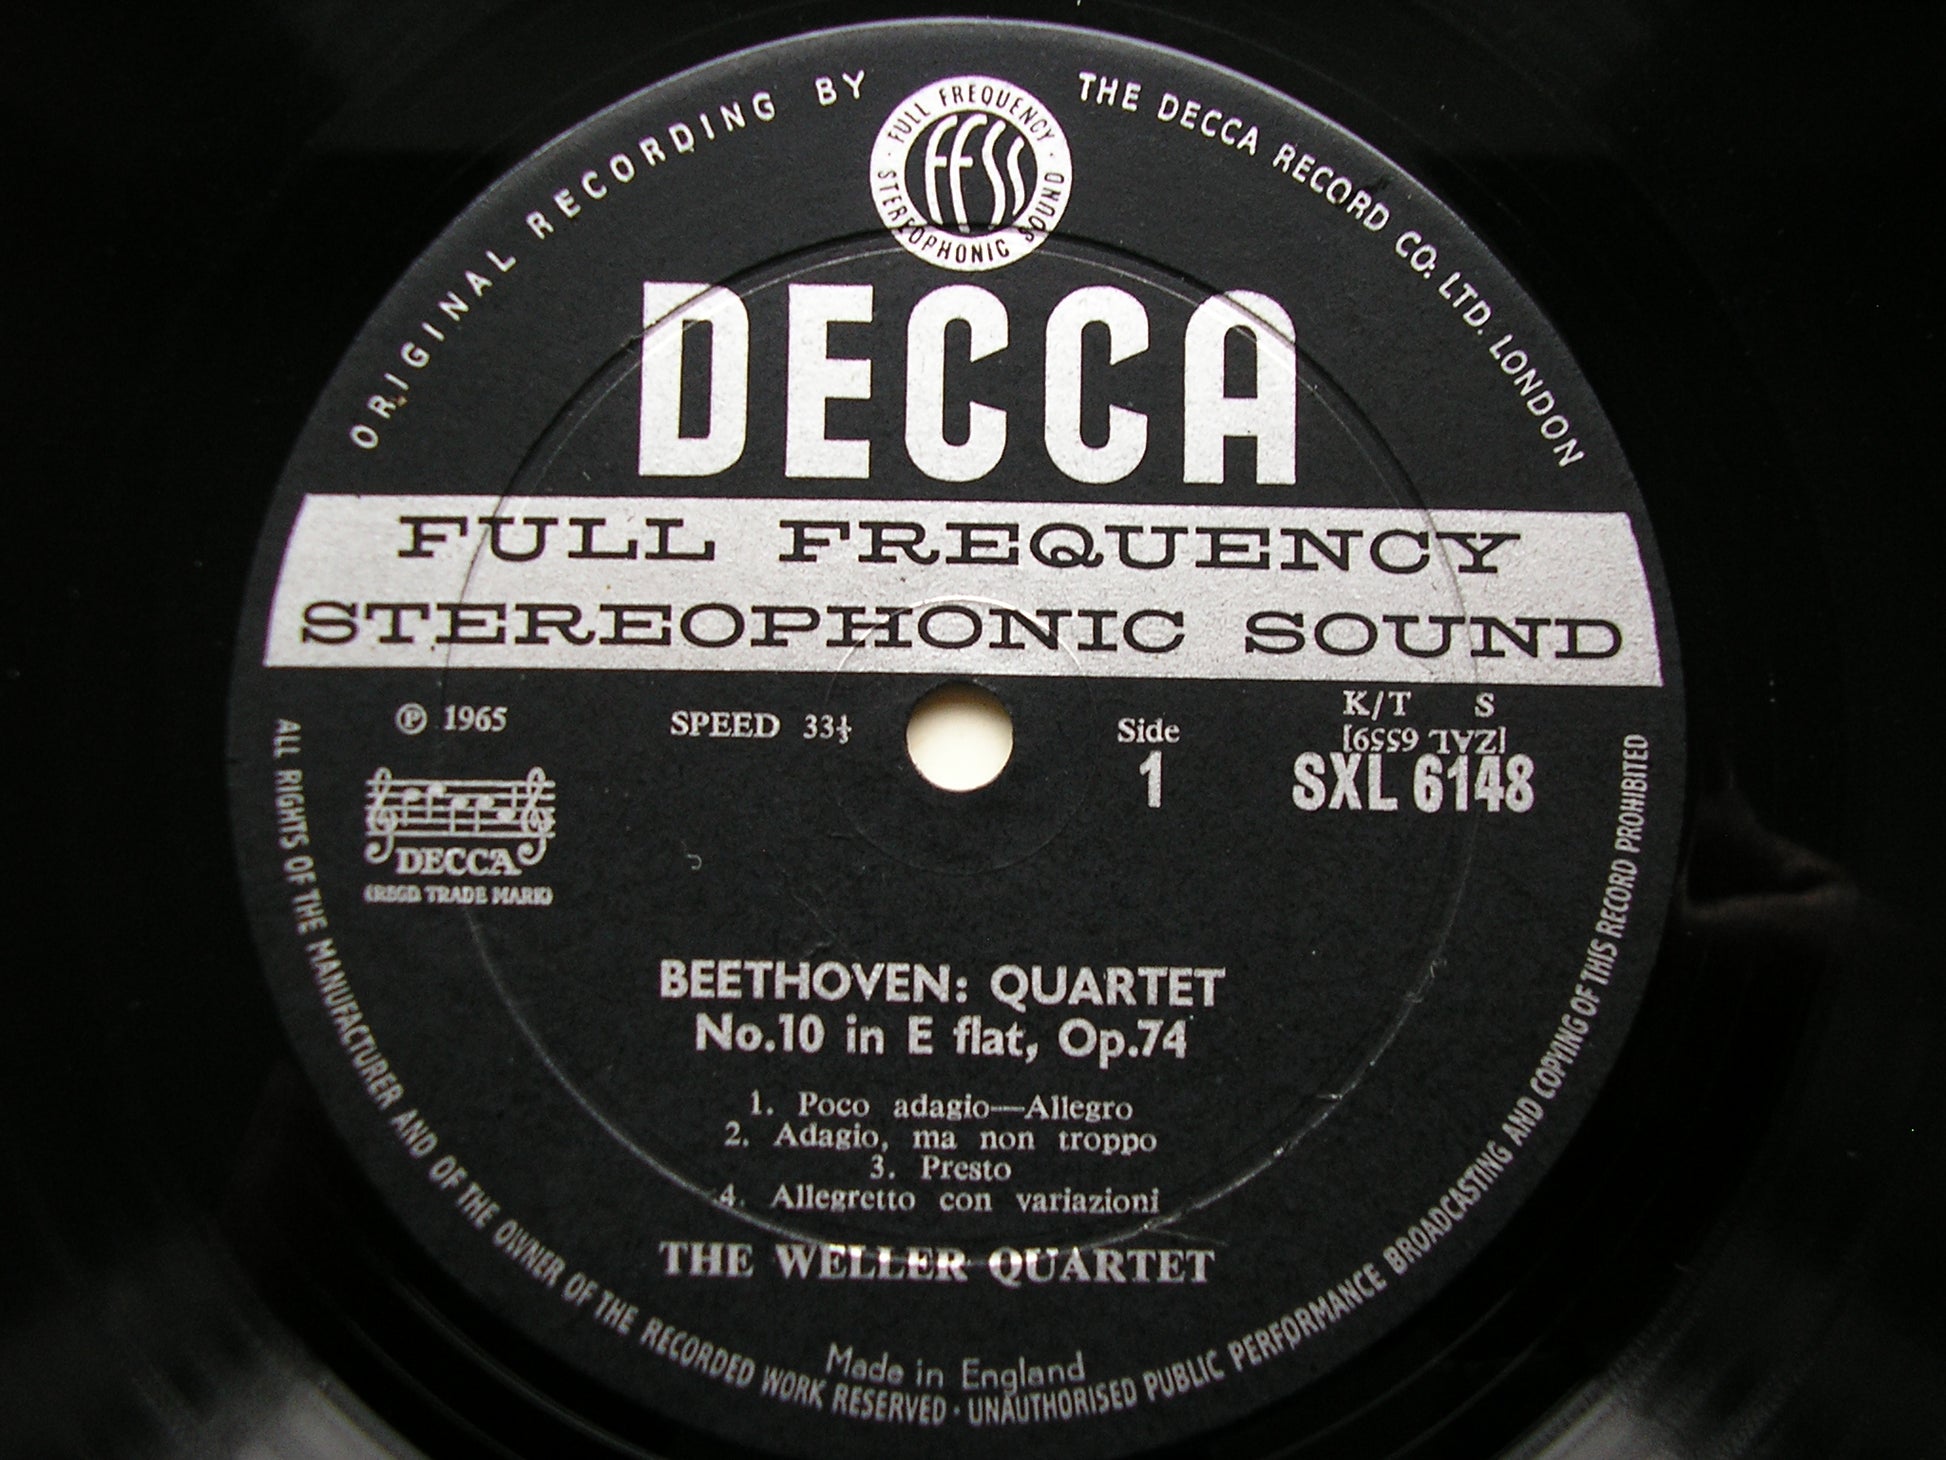 ORIGINAL RECORDING BY
THE DECCA RECORD CO. LTD. LONDON
FULL FREQUENCY
ffss
STEREOPHONIC SOUND
DECCA
FULL FREQUENCY
STEREOPHONIC SOUND
℗ 1965
SPEED 33⅓
Side
1
K/T S
[ZAL 6559]
SXL 6148
DECCA
(REGD. TRADE MARK)
BEETHOVEN: QUARTET
No.10 in E flat, Op.74
1. Poco adagio—Allegro
2. Adagio, ma non troppo
3. Presto
4. Allegretto con variazioni
THE WELLER QUARTET
Made in England
ALL RIGHTS OF THE MANUFACTURER AND OF THE OWNER OF THE RECORDED WORK RESERVED · UNAUTHORISED PUBLIC PERFORMANCE BROADCASTING AND COPYING OF THIS RECORD PROHIBITED